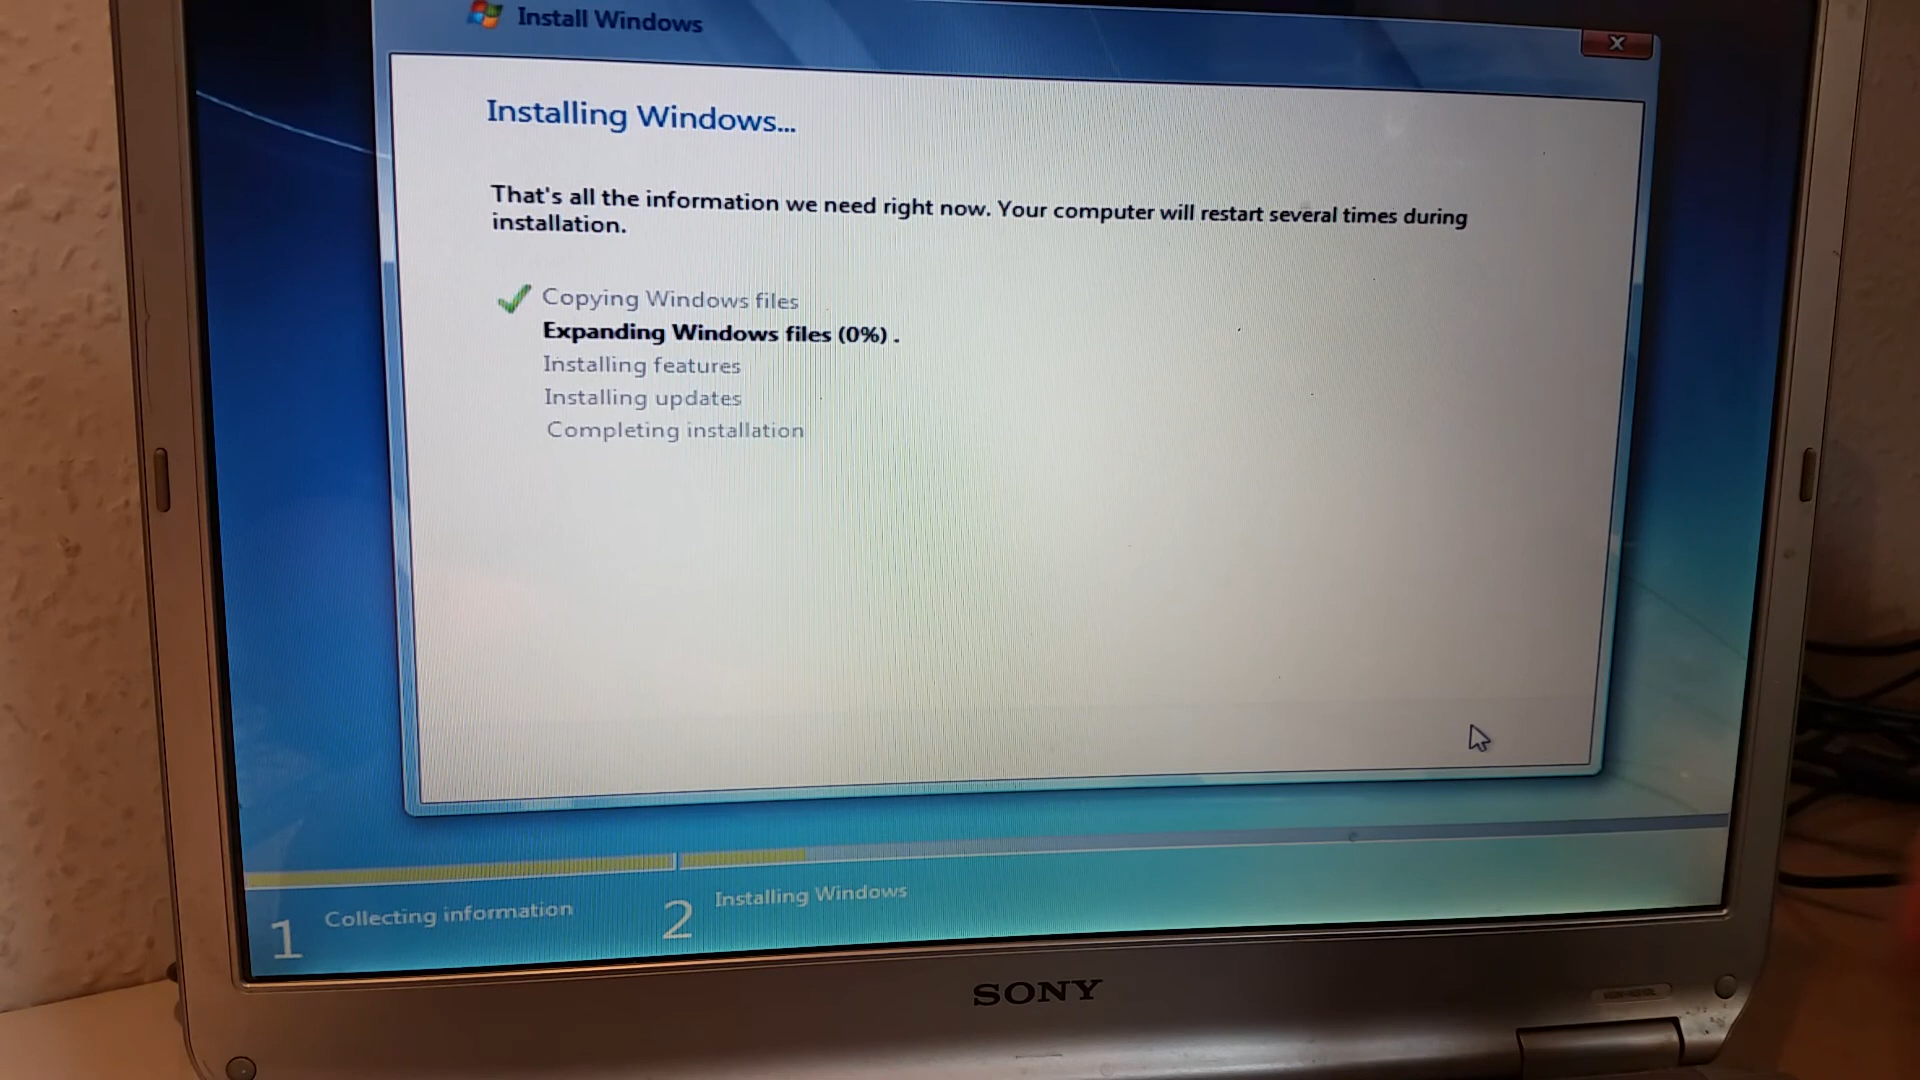 Install Windows
Installing Windows...
That's all the information we need right now. Your computer will restart several times during
installation.
Copying Windows files
Expanding Windows files (0%) .
Installing features
Installing updates
Completing installation
1 Collecting information
2 Installing Windows
SONY